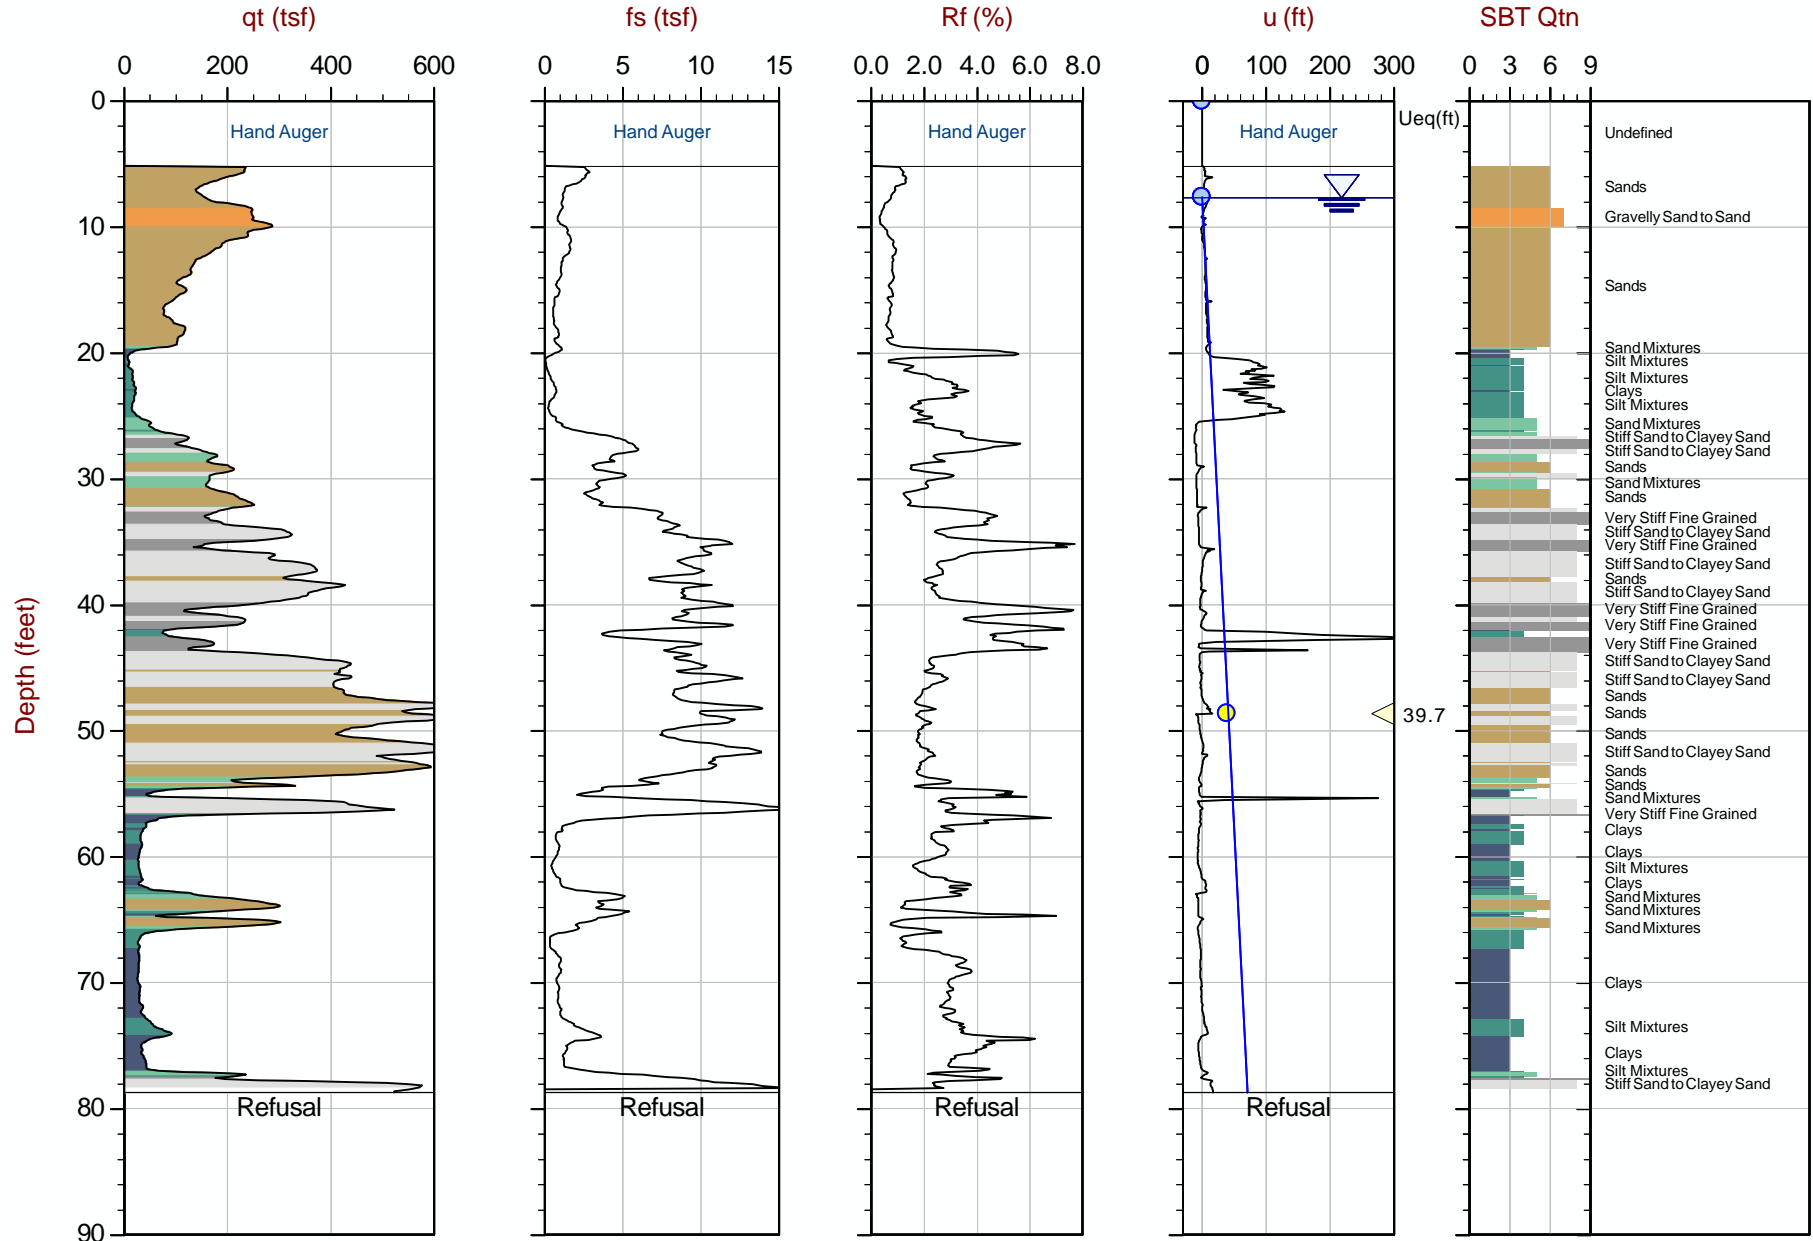 qt (tsf) fs (tsf) Rf (%) u (ft) SBT Qtn
0 200 400 600 0 5 10 15 0.0 2.0 4.0 6.0 8.0 0 100 200 300 0 3 6 9
0
Hand Auger Hand Auger Hand Auger Hand Auger Ueq(ft) Undefined
Sands
10 Gravelly Sand to Sand
Sands
Sand Mixtures
20
Silt Mixtures
Silt Mixtures
Clays
Silt Mixtures
Sand Mixtures
Stiff Sand to Clayey Sand
Stiff Sand to Clayey Sand
Sands
30 Sand Mixtures
Sands
Very Stiff Fine Grained
Stiff Sand to Clayey Sand
Very Stiff Fine Grained
Stiff Sand to Clayey Sand
Sands
Stiff Sand to Clayey Sand
40 Very Stiff Fine Grained
Very Stiff Fine Grained
Very Stiff Fine Grained
Stiff Sand to Clayey Sand
Stiff Sand to Clayey Sand
Depth (feet)
Sands
39.7 Sands
50 Sands
Stiff Sand to Clayey Sand
Sands
Sands
Sand Mixtures
Very Stiff Fine Grained
Clays
60 Clays
Silt Mixtures
Clays
Sand Mixtures
Sand Mixtures
Sand Mixtures
70 Clays
Silt Mixtures
Clays
Silt Mixtures
Stiff Sand to Clayey Sand
80 Refusal Refusal Refusal Refusal
90